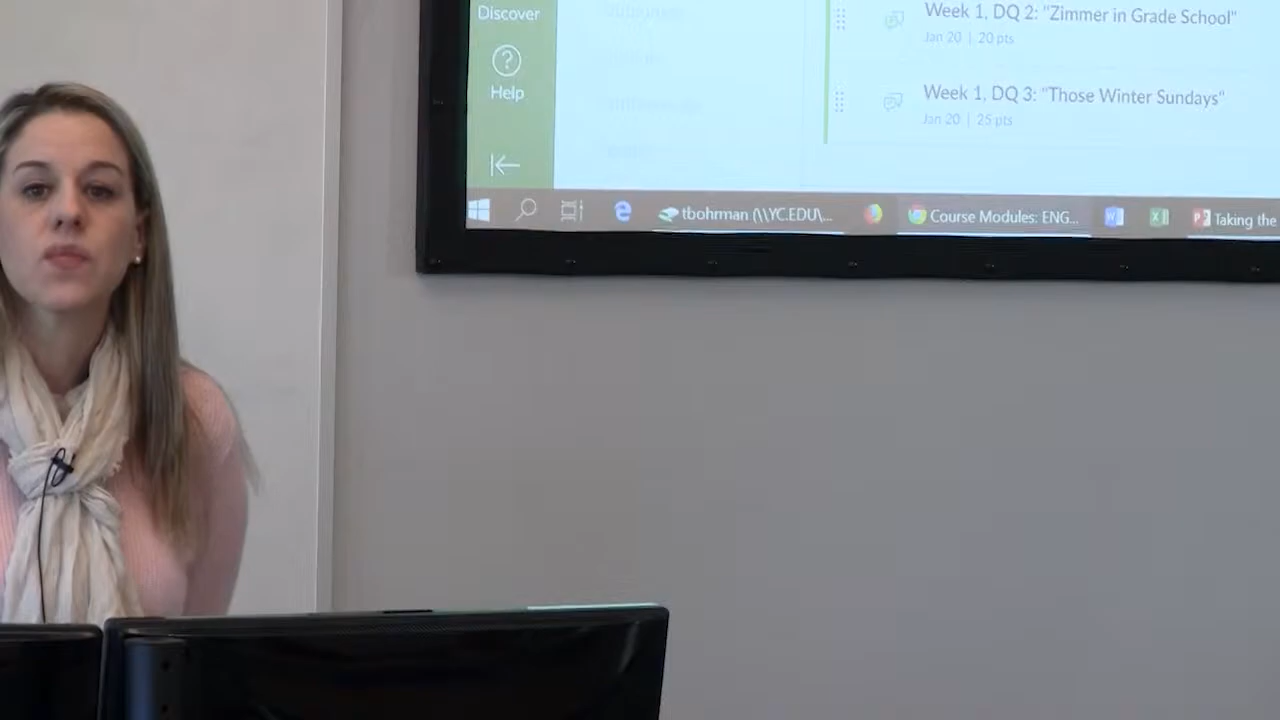 Discover
Help
Week 1, DQ 2: "Zimmer in Grade School"
Jan 20 | 20 pts
Week 1, DQ 3: "Those Winter Sundays"
Jan 20 | 25 pts
tbohrman (\\YC.EDU\...
Course Modules: ENG...
Taking the